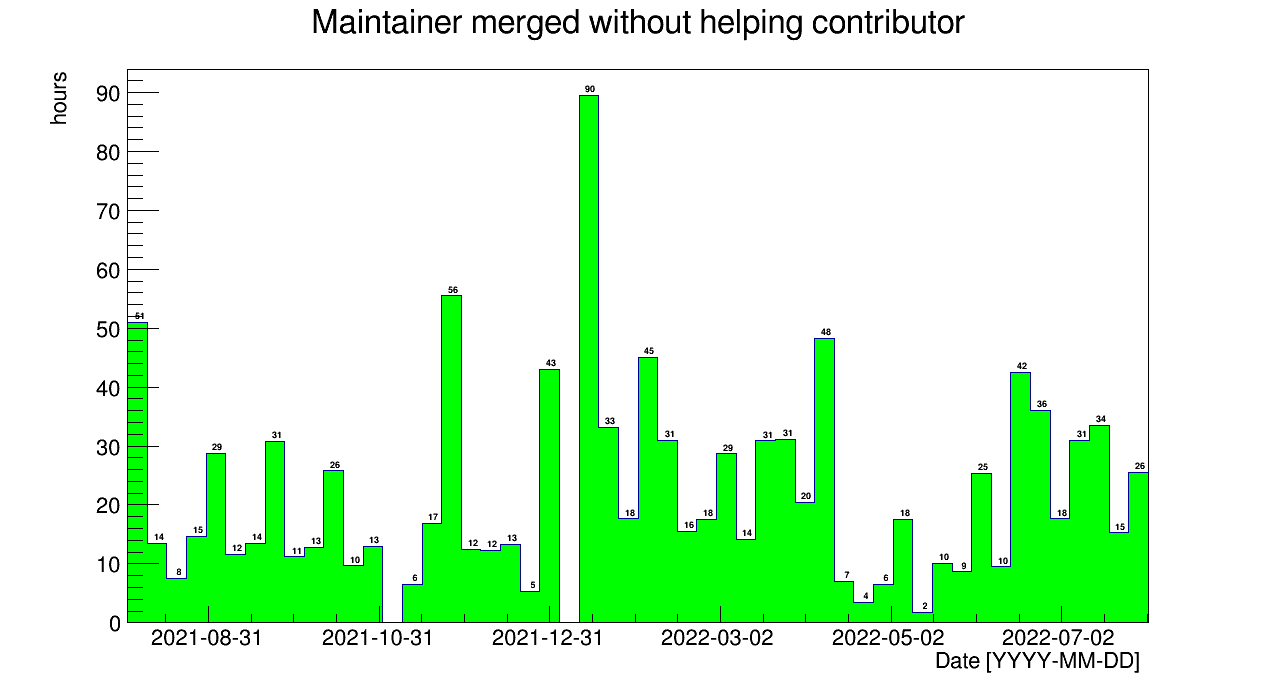 Maintainer merged without helping contributor
hours
90
80
70
60
50
40
30
20
10
0
51 14 8 15 29 12 14 31 11 13 26 10 13 6 17 56 12 12 13 5 43 90 33 18 45 31 16 18 29 14 31 31 20 48 7 4 6 18 2 10 9 25 10 42 36 18 31 34 15 26
2021-08-31 2021-10-31 2021-12-31 2022-03-02 2022-05-02 2022-07-02
Date [YYYY-MM-DD]